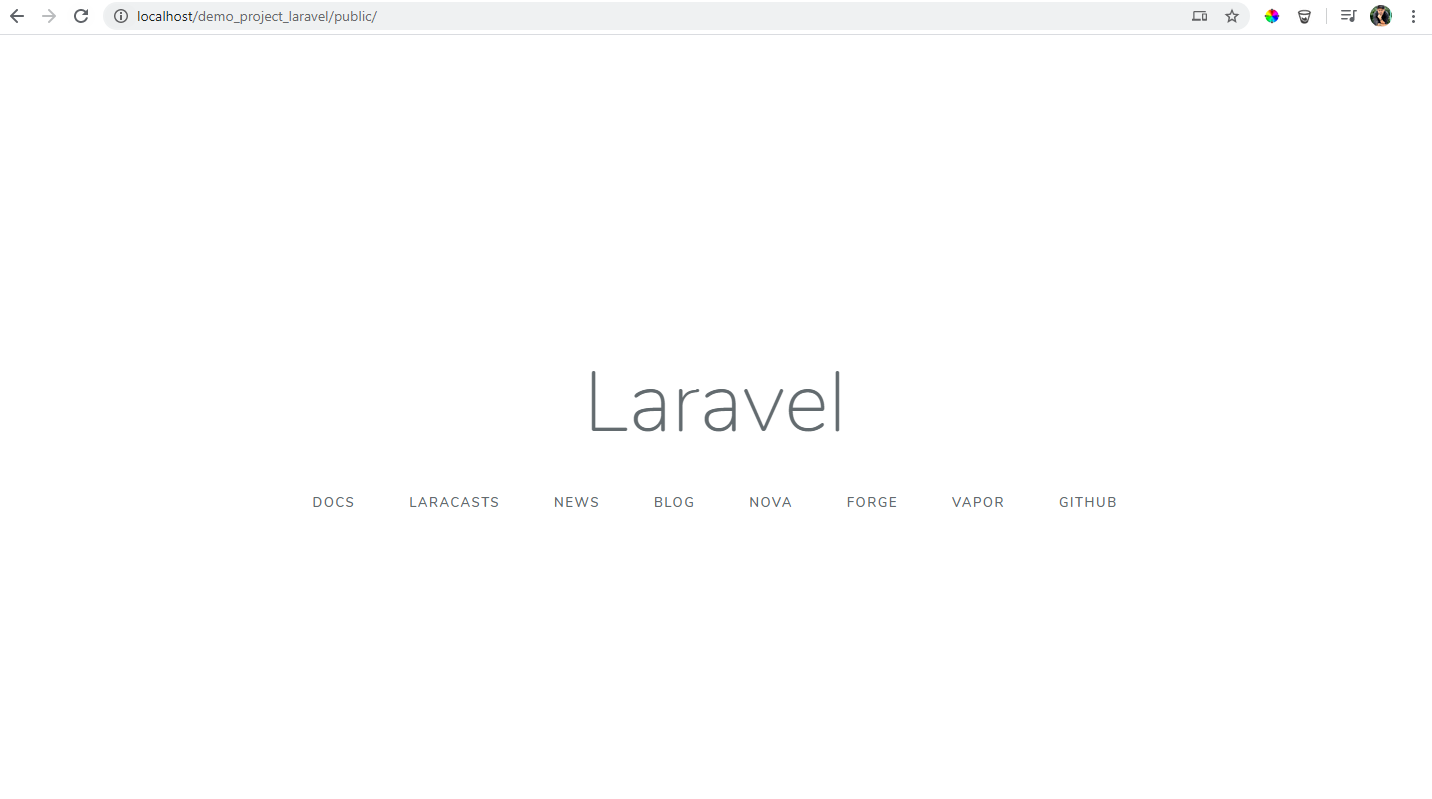 localhost/demo_project_laravel/public/
Laravel
DOCS LARACASTS NEWS BLOG NOVA FORGE VAPOR GITHUB